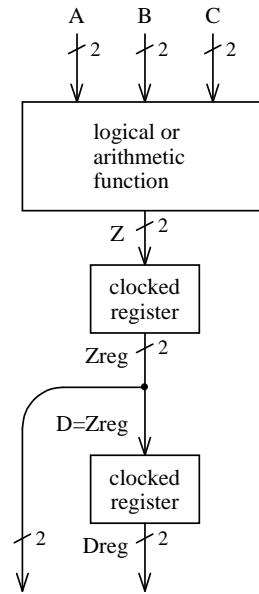 A B C
2 2 2
logical or
arithmetic
function
Z 2
clocked
register
Zreg 2
D=Zreg
clocked
register
2 Dreg 2